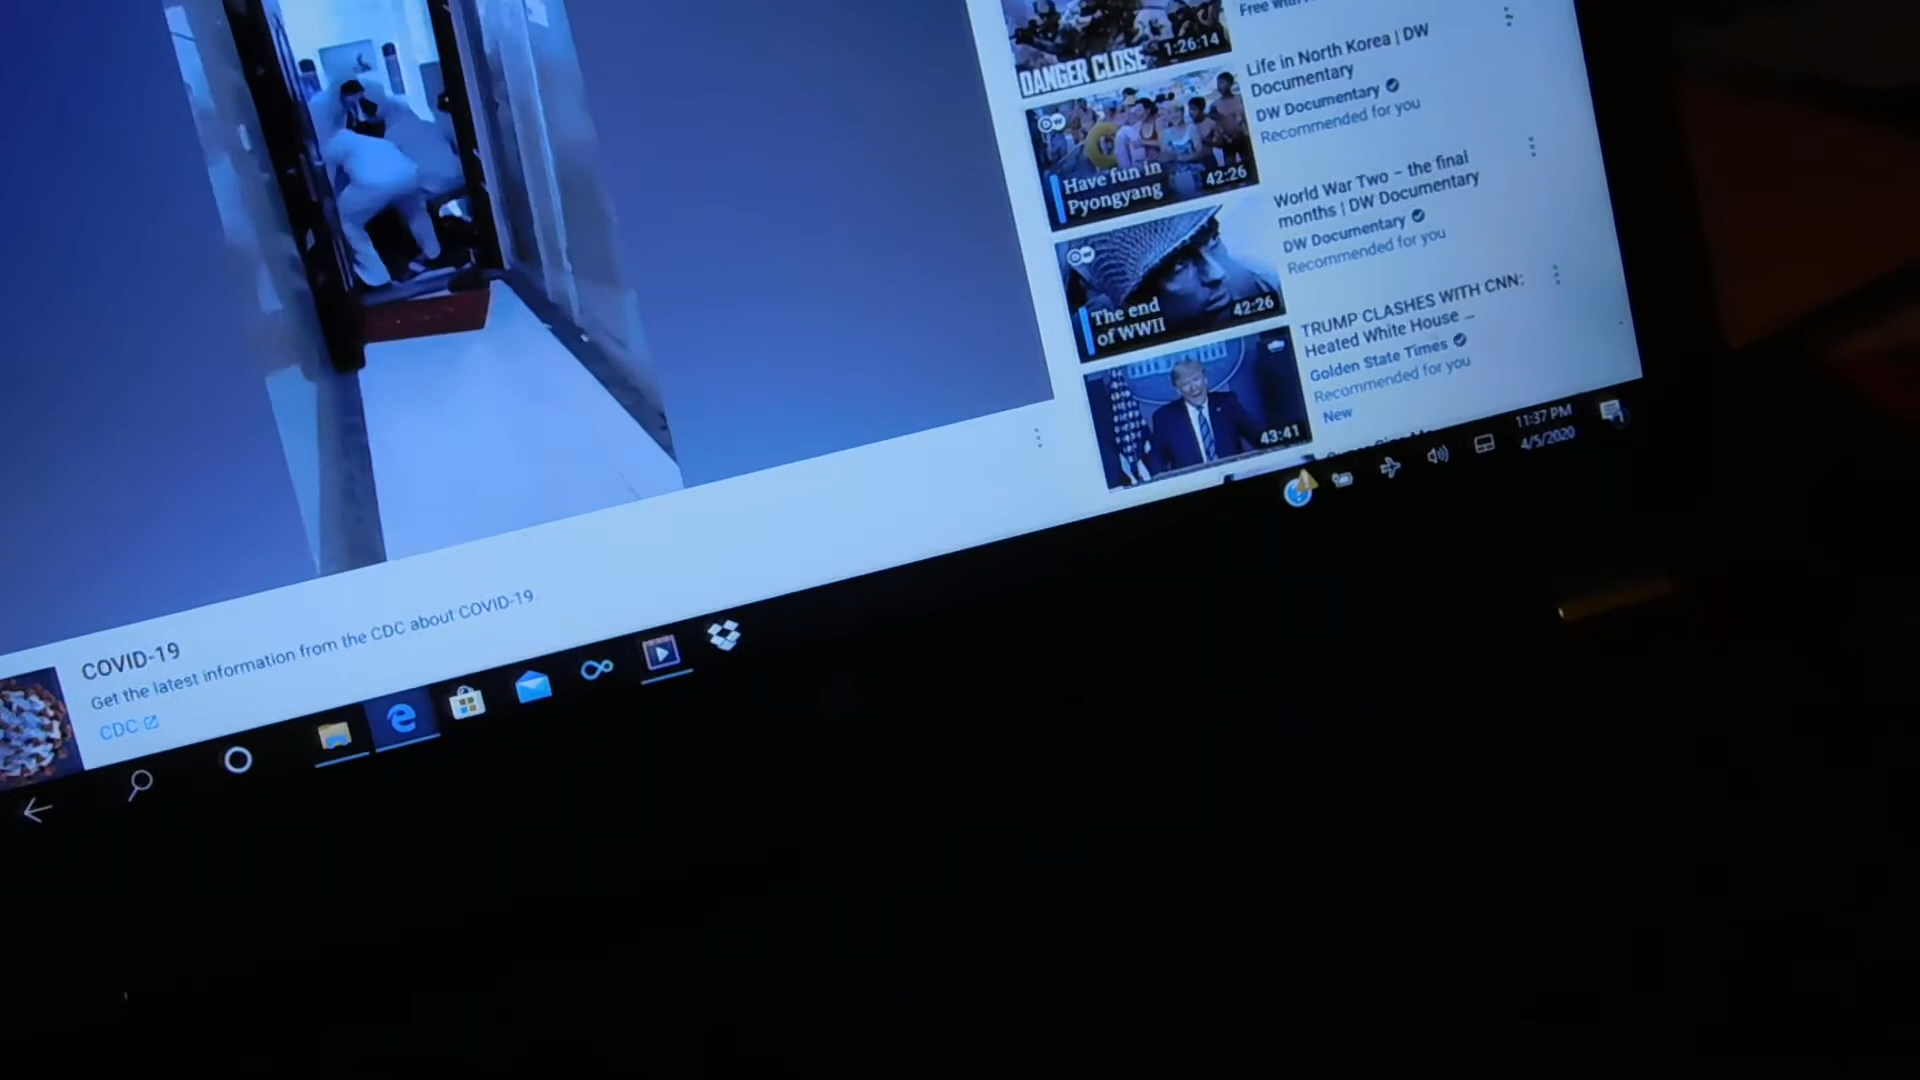 1:26:14
DANGER CLOSE
Life in North Korea | DW
Documentary
DW Documentary
Recommended for you
DW
Have fun in
Pyongyang
42:26
World War Two – the final
months | DW Documentary
DW Documentary
Recommended for you
DW
The end
of WWII
42:26
TRUMP CLASHES WITH CNN:
Heated White House ...
Golden State Times
Recommended for you
New
43:41
11:37 PM
4/5/2020
COVID-19
Get the latest information from the CDC about COVID-19.
CDC